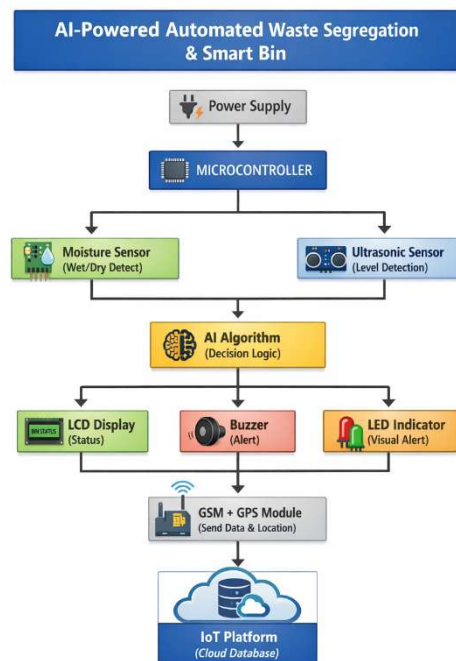 AI-Powered Automated Waste Segregation
& Smart Bin
Power Supply
MICROCONTROLLER
Moisture Sensor
(Wet/Dry Detect)
Ultrasonic Sensor
(Level Detection)
AI Algorithm
(Decision Logic)
LCD Display
(Status)
Buzzer
(Alert)
LED Indicator
(Visual Alert)
GSM + GPS Module
(Send Data & Location)
IoT Platform
(Cloud Database)